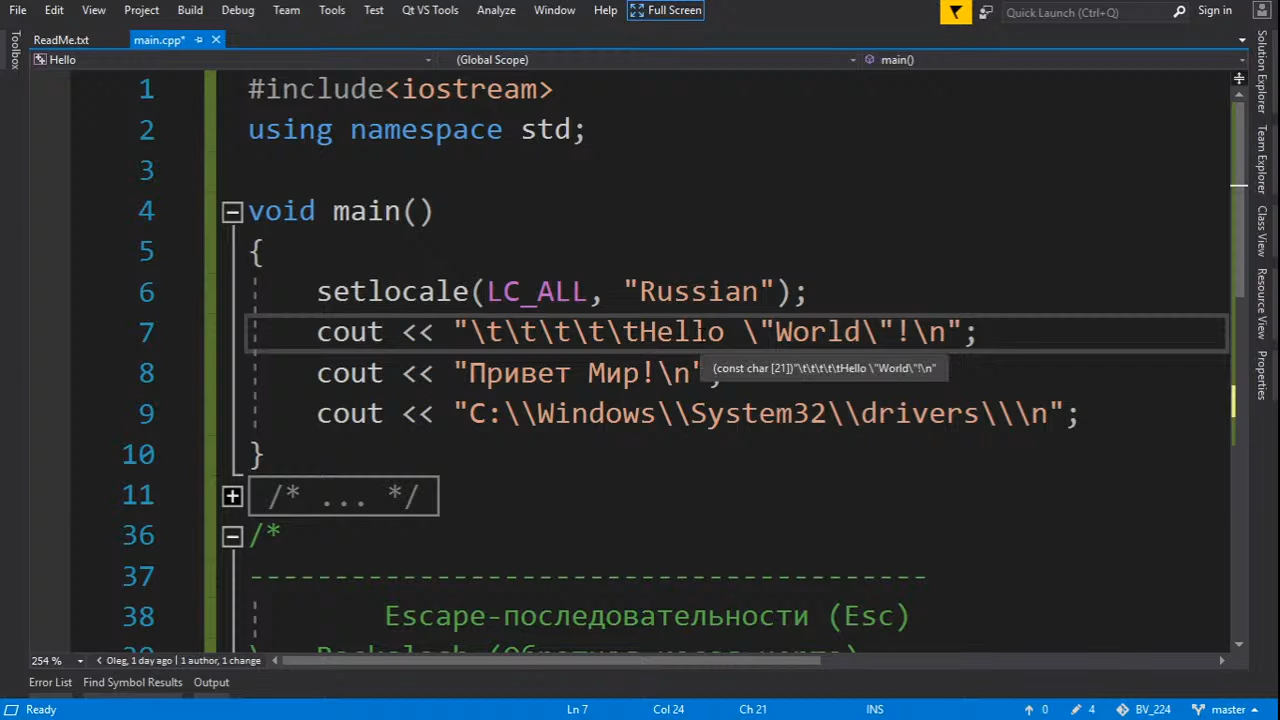 File Edit View Project Build Debug Team Tools Test Qt VS Tools Analyze Window Help Full Screen Quick Launch (Ctrl+Q) Sign in
ReadMe.txt main.cpp*
Hello (Global Scope) main()
Toolbox
1 #include<iostream>
2 using namespace std;
3
4 void main()
5 {
6 setlocale(LC_ALL, "Russian");
7 cout << "\t\t\t\t\tHello \"World\"!\n";
(const char [21])"\t\t\t\t\tHello \"World\"!\n"
8 cout << "Привет Мир!\n";
9 cout << "C:\\Windows\\System32\\drivers\\\n";
10 }
11 /* ... */
36 /*
37 ----------------------------------------
38 Escape-последовательности (Esc)
Solution Explorer
Team Explorer
Class View
Resource View
Properties
254 % Oleg, 1 day ago | 1 author, 1 change
Error List Find Symbol Results Output
Ready Ln 7 Col 24 Ch 21 INS 0 4 BV_224 master